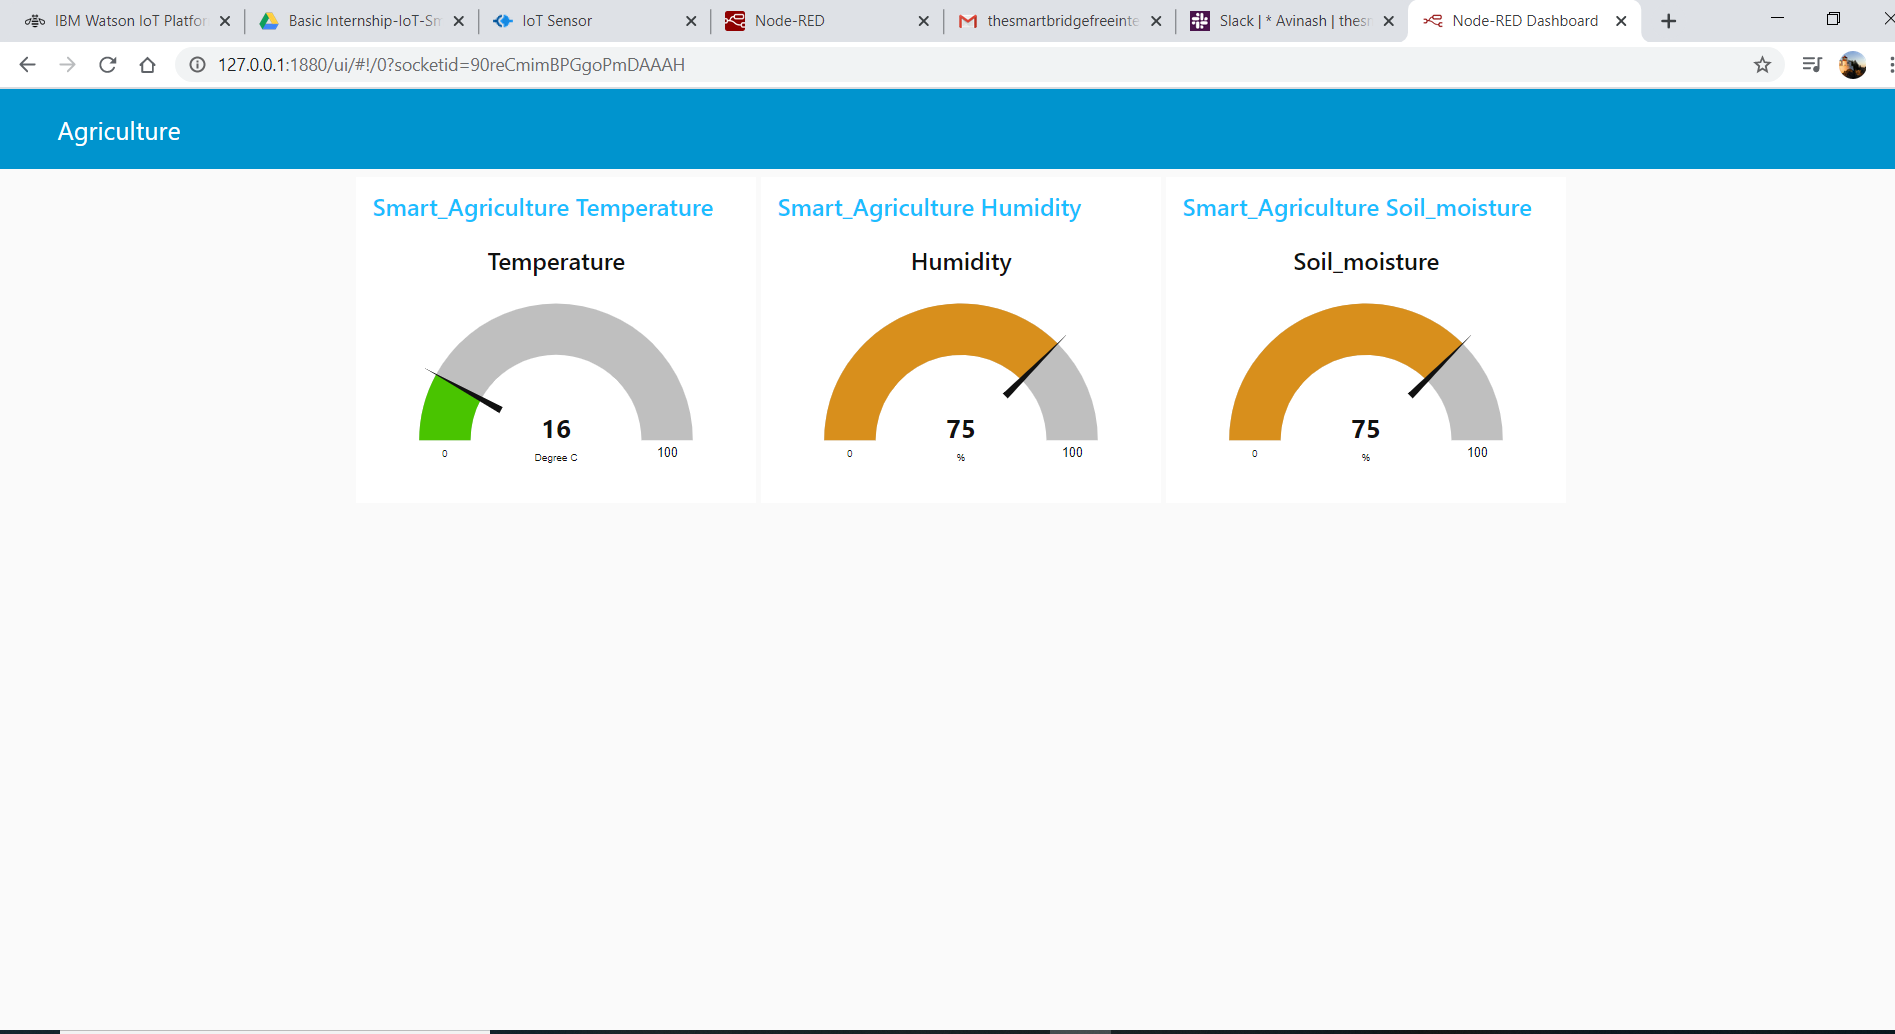 IBM Watson IoT Platfor
Basic Internship-IoT-Sm
IoT Sensor
Node-RED
thesmartbridgefreeinte
Slack | * Avinash | thesm
Node-RED Dashboard
127.0.0.1:1880/ui/#!/0?socketid=90reCmimBPGgoPmDAAAH
Agriculture
Smart_Agriculture Temperature
Temperature
16
Degree C
0
100
Smart_Agriculture Humidity
Humidity
75
%
0
100
Smart_Agriculture Soil_moisture
Soil_moisture
75
%
0
100